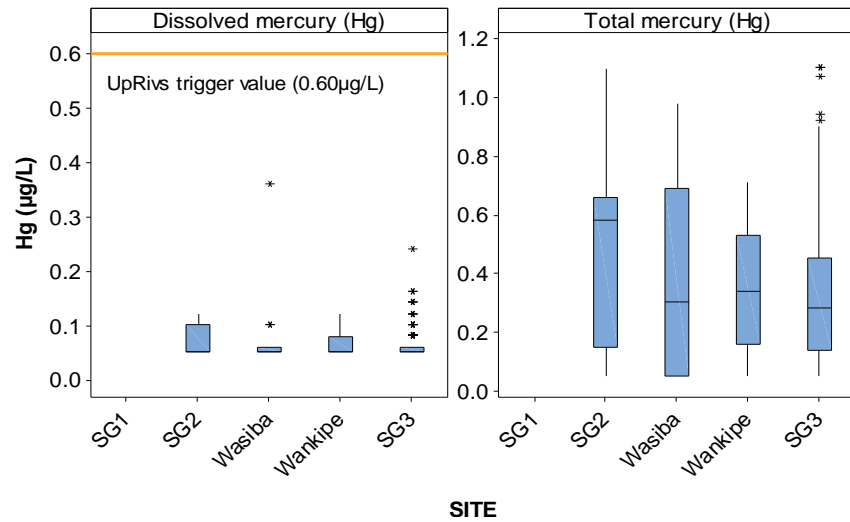 Dissolved mercury (Hg)
Total mercury (Hg)
Hg (µg/L)
0.6
0.5
0.4
0.3
0.2
0.1
0.0
UpRivs trigger value (0.60µg/L)
1.2
1.0
0.8
0.6
0.4
0.2
0.0
SG1
SG2
Wasiba
Wankipe
SG3
SG1
SG2
Wasiba
Wankipe
SG3
SITE